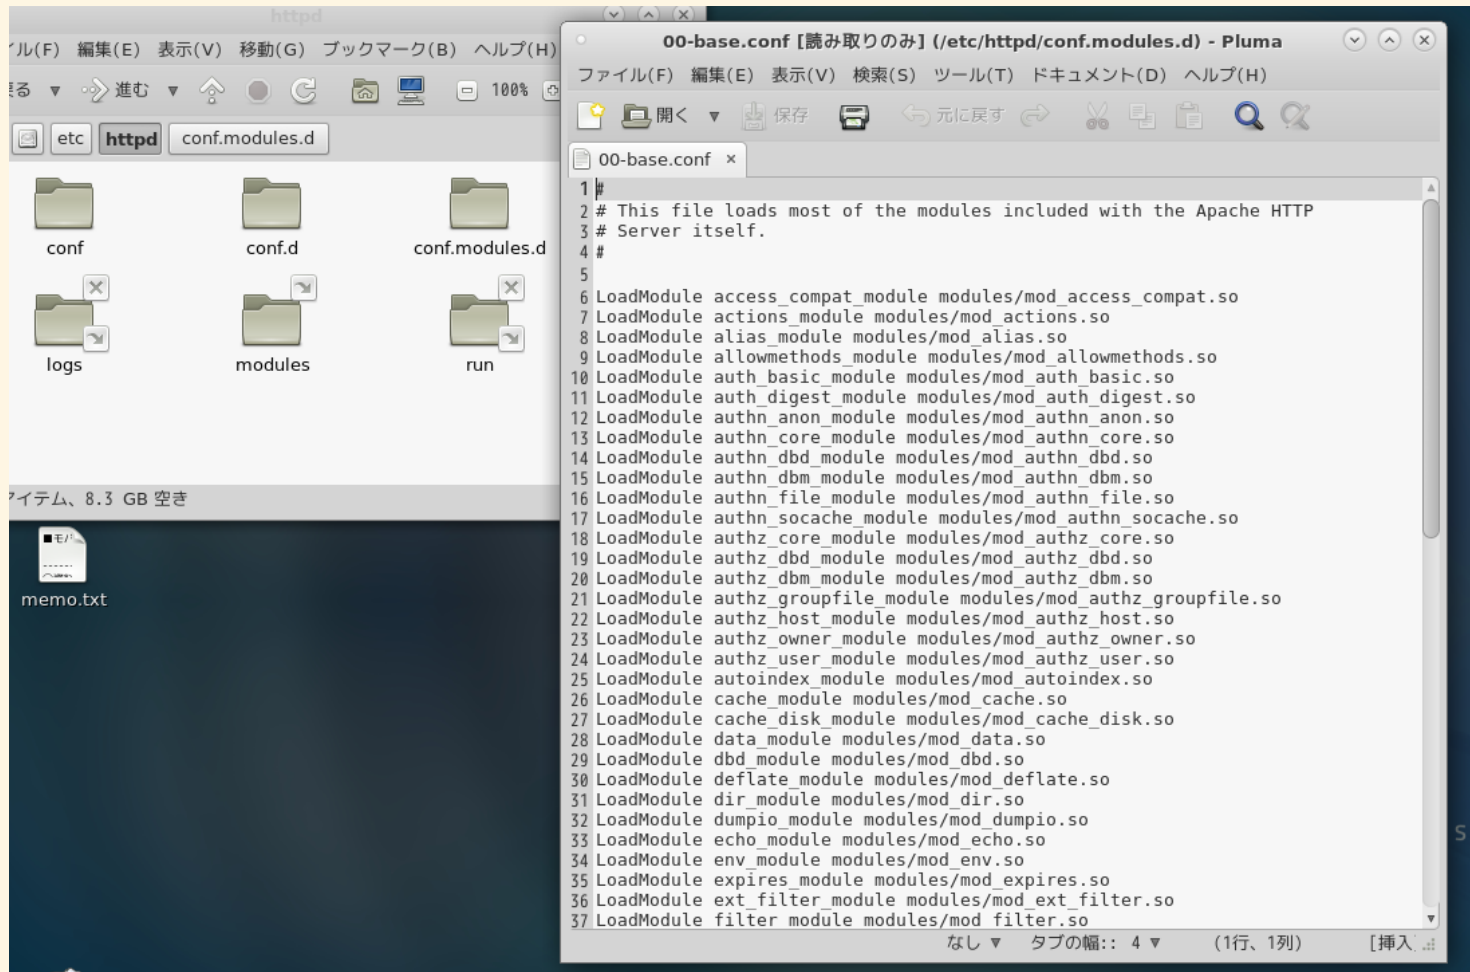 httpd
イル(F) 編集(E) 表示(V) 移動(G) ブックマーク(B) ヘルプ(H)
る 進む 100%
etc httpd conf.modules.d
conf conf.d conf.modules.d
logs modules run
アイテム、8.3 GB 空き
memo.txt
00-base.conf [読み取りのみ] (/etc/httpd/conf.modules.d) - Pluma
ファイル(F) 編集(E) 表示(V) 検索(S) ツール(T) ドキュメント(D) ヘルプ(H)
開く 保存 元に戻す
00-base.conf
1 #
2 # This file loads most of the modules included with the Apache HTTP
3 # Server itself.
4 #
5
6 LoadModule access_compat_module modules/mod_access_compat.so
7 LoadModule actions_module modules/mod_actions.so
8 LoadModule alias_module modules/mod_alias.so
9 LoadModule allowmethods_module modules/mod_allowmethods.so
10 LoadModule auth_basic_module modules/mod_auth_basic.so
11 LoadModule auth_digest_module modules/mod_auth_digest.so
12 LoadModule authn_anon_module modules/mod_authn_anon.so
13 LoadModule authn_core_module modules/mod_authn_core.so
14 LoadModule authn_dbd_module modules/mod_authn_dbd.so
15 LoadModule authn_dbm_module modules/mod_authn_dbm.so
16 LoadModule authn_file_module modules/mod_authn_file.so
17 LoadModule authn_socache_module modules/mod_authn_socache.so
18 LoadModule authz_core_module modules/mod_authz_core.so
19 LoadModule authz_dbd_module modules/mod_authz_dbd.so
20 LoadModule authz_dbm_module modules/mod_authz_dbm.so
21 LoadModule authz_groupfile_module modules/mod_authz_groupfile.so
22 LoadModule authz_host_module modules/mod_authz_host.so
23 LoadModule authz_owner_module modules/mod_authz_owner.so
24 LoadModule authz_user_module modules/mod_authz_user.so
25 LoadModule autoindex_module modules/mod_autoindex.so
26 LoadModule cache_module modules/mod_cache.so
27 LoadModule cache_disk_module modules/mod_cache_disk.so
28 LoadModule data_module modules/mod_data.so
29 LoadModule dbd_module modules/mod_dbd.so
30 LoadModule deflate_module modules/mod_deflate.so
31 LoadModule dir_module modules/mod_dir.so
32 LoadModule dumpio_module modules/mod_dumpio.so
33 LoadModule echo_module modules/mod_echo.so
34 LoadModule env_module modules/mod_env.so
35 LoadModule expires_module modules/mod_expires.so
36 LoadModule ext_filter_module modules/mod_ext_filter.so
37 LoadModule filter_module modules/mod_filter.so
なし タブの幅:: 4 (1行、1列) [挿入
S